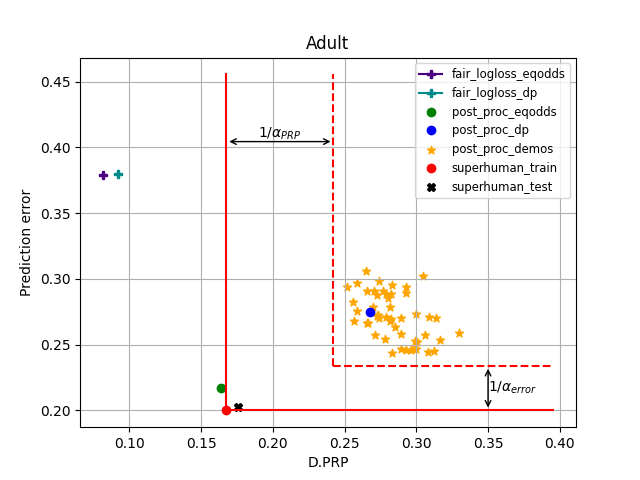 Adult
0.45
0.40
0.35
0.30
0.25
0.20
Prediction error
fair_logloss_eqodds
fair_logloss_dp
post_proc_eqodds
post_proc_dp
post_proc_demos
superhuman_train
superhuman_test
1/α_PRP
1/α_error
0.10 0.15 0.20 0.25 0.30 0.35 0.40
D.PRP